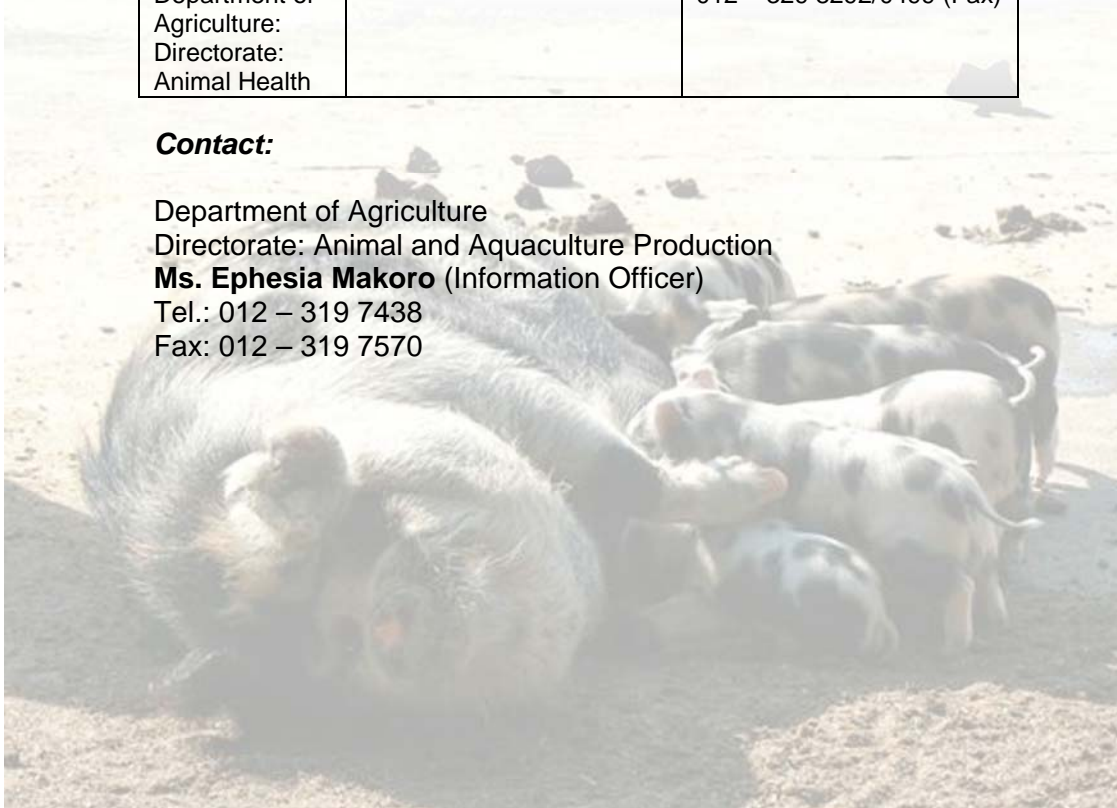 Agriculture:
Directorate:
Animal Health
Contact:
Department of Agriculture
Directorate: Animal and Aquaculture Production
Ms. Ephesia Makoro (Information Officer)
Tel.: 012 – 319 7438
Fax: 012 – 319 7570